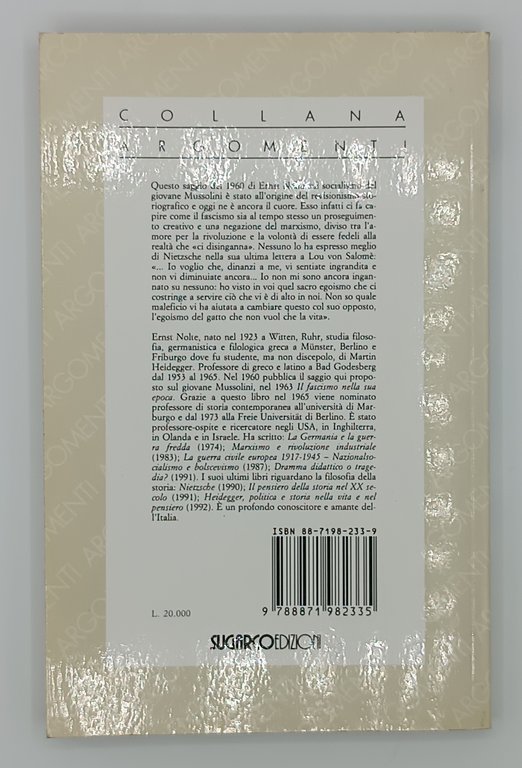 COLLANA
ARGOMENTI
Questo saggio del 1960 di Ernst Nolte sul socialismo del
giovane Mussolini è stato all'origine del revisionismo sto-
riografico e oggi ne è ancora il cuore. Esso infatti ci fa ca-
pire come il fascismo sia al tempo stesso un proseguimen-
to creativo e una negazione del marxismo, diviso tra l'a-
more per la rivoluzione e la volontà di essere fedeli alla
realtà che «ci disinganna». Nessuno lo ha espresso meglio
di Nietzsche nella sua ultima lettera a Lou von Salomè:
«... Io voglio che, dinanzi a me, vi sentiate ingrandita e
non vi diminuiate ancora... Io non mi sono ancora ingan-
nato su nessuno: ho visto in voi quel sacro egoismo che ci
costringe a servire ciò che vi è di alto in noi. Non so quale
maleficio vi ha aiutata a cambiare questo col suo opposto,
l'egoismo del gatto che non vuol che la vita».
Ernst Nolte, nato nel 1923 a Witten, Ruhr, studia filoso-
fia, germanistica e filologica greca a Münster, Berlino e
Friburgo dove fu studente, ma non discepolo, di Martin
Heidegger. Professore di greco e latino a Bad Godesberg
dal 1953 al 1965. Nel 1960 pubblica il saggio qui propo-
sto sul giovane Mussolini, nel 1963 Il fascismo nella sua
epoca. Grazie a questo libro nel 1965 viene nominato
professore di storia contemporanea all'università di Mar-
burgo e dal 1973 alla Freie Universität di Berlino. È stato
professore-ospite e ricercatore negli USA, in Inghilterra,
in Olanda e in Israele. Ha scritto: La Germania e la guer-
ra fredda (1974); Marxismo e rivoluzione industriale
(1983); La guerra civile europea 1917-1945 – Nazionalso-
cialismo e bolscevismo (1987); Dramma didattico o trage-
dia? (1991). I suoi ultimi libri riguardano la filosofia della
storia: Nietzsche (1990); Il pensiero della storia nel XX se-
colo (1991); Heidegger, politica e storia nella vita e nel
pensiero (1992). È un profondo conoscitore e amante del-
l'Italia.
ISBN 88-7198-233-9
9 788871 982335
L. 20.000
SUGARCOEDIZIONI